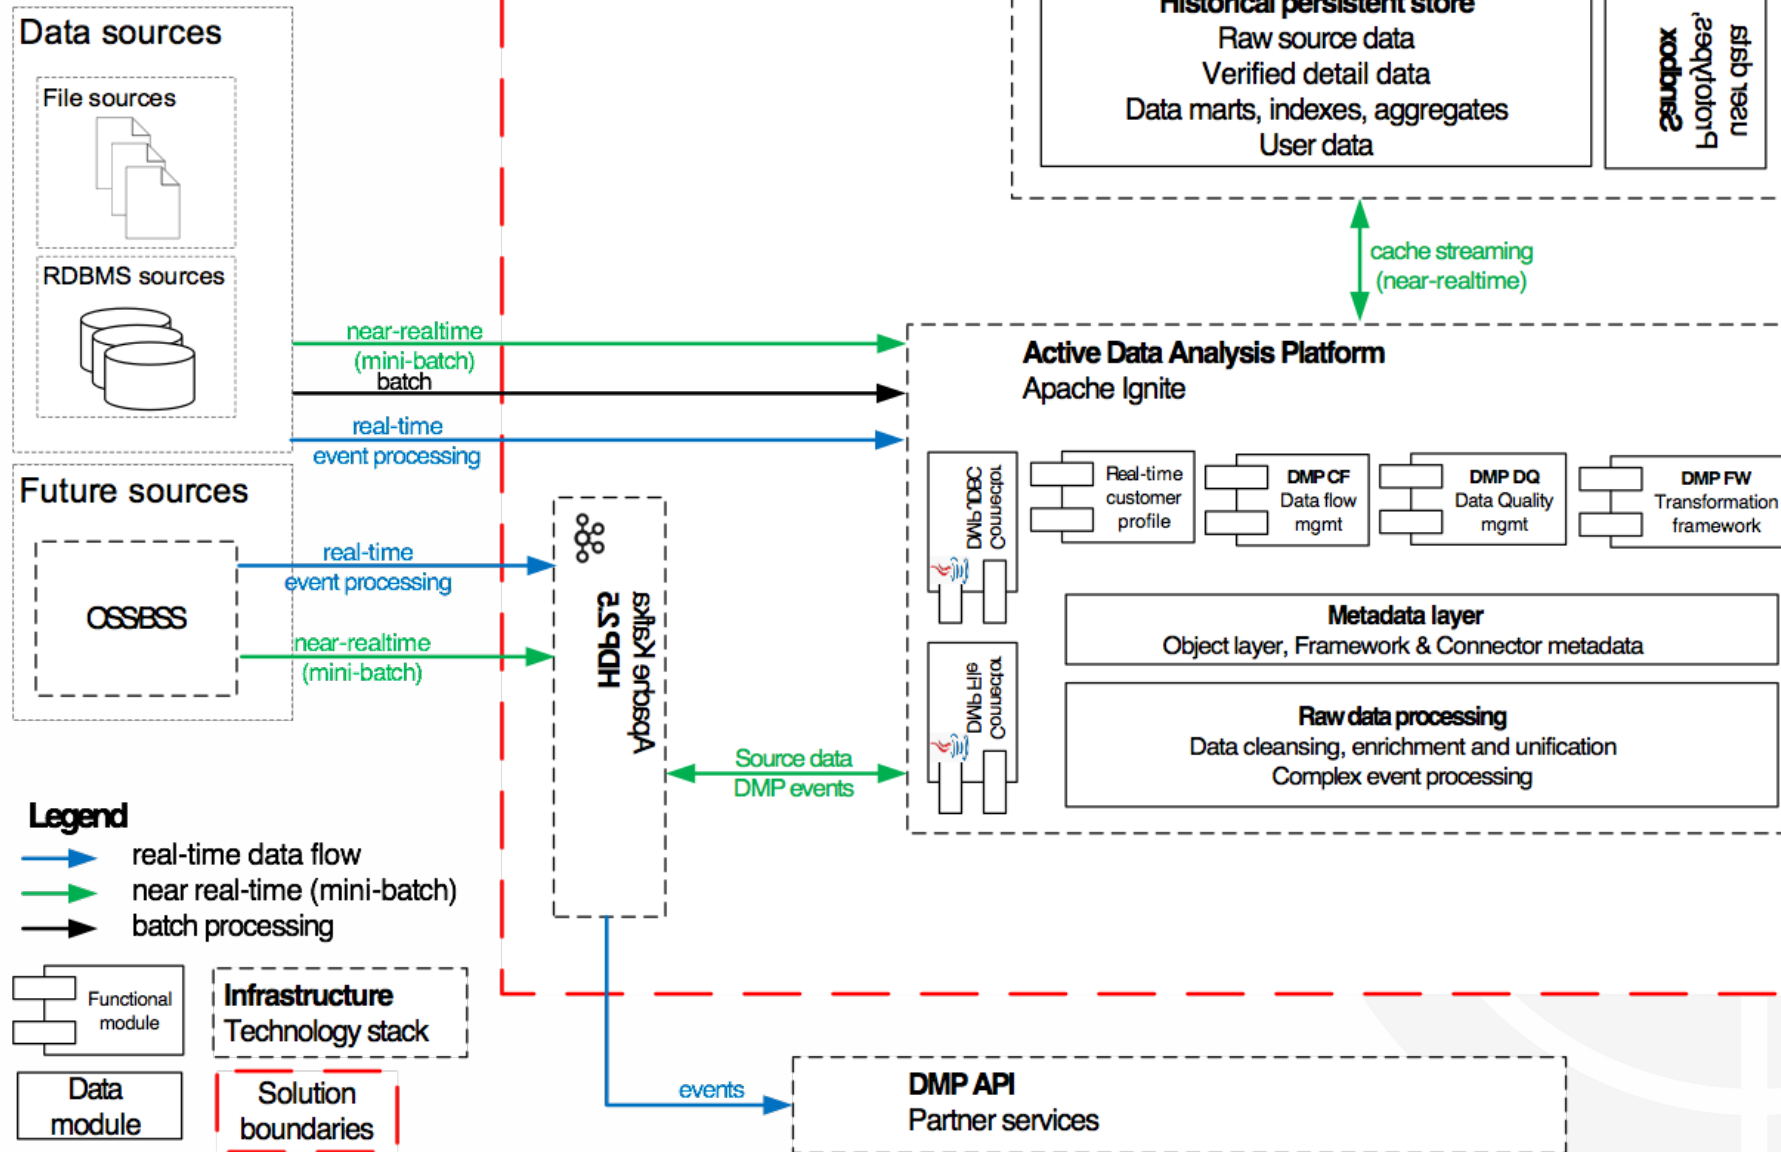 Data sources
File sources
RDBMS sources
near-realtime
(mini-batch)
batch
real-time
event processing
Future sources
OSS/BSS
real-time
event processing
near-realtime
(mini-batch)
HDP2.5
Apache Kafka
Source data
DMP events
Historical persistent store
Raw source data
Verified detail data
Data marts, indexes, aggregates
User data
Sandbox
Prototypes,
user data
cache streaming
(near-realtime)
Active Data Analysis Platform
Apache Ignite
DMP JDBC
Connector
Real-time
customer
profile
DMP CF
Data flow
mgmt
DMP DQ
Data Quality
mgmt
DMP FW
Transformation
framework
Metadata layer
Object layer, Framework & Connector metadata
DMP File
Connector
Raw data processing
Data cleansing, enrichment and unification
Complex event processing
Legend
real-time data flow
near real-time (mini-batch)
batch processing
Functional
module
Infrastructure
Technology stack
Data
module
Solution
boundaries
events
DMP API
Partner services